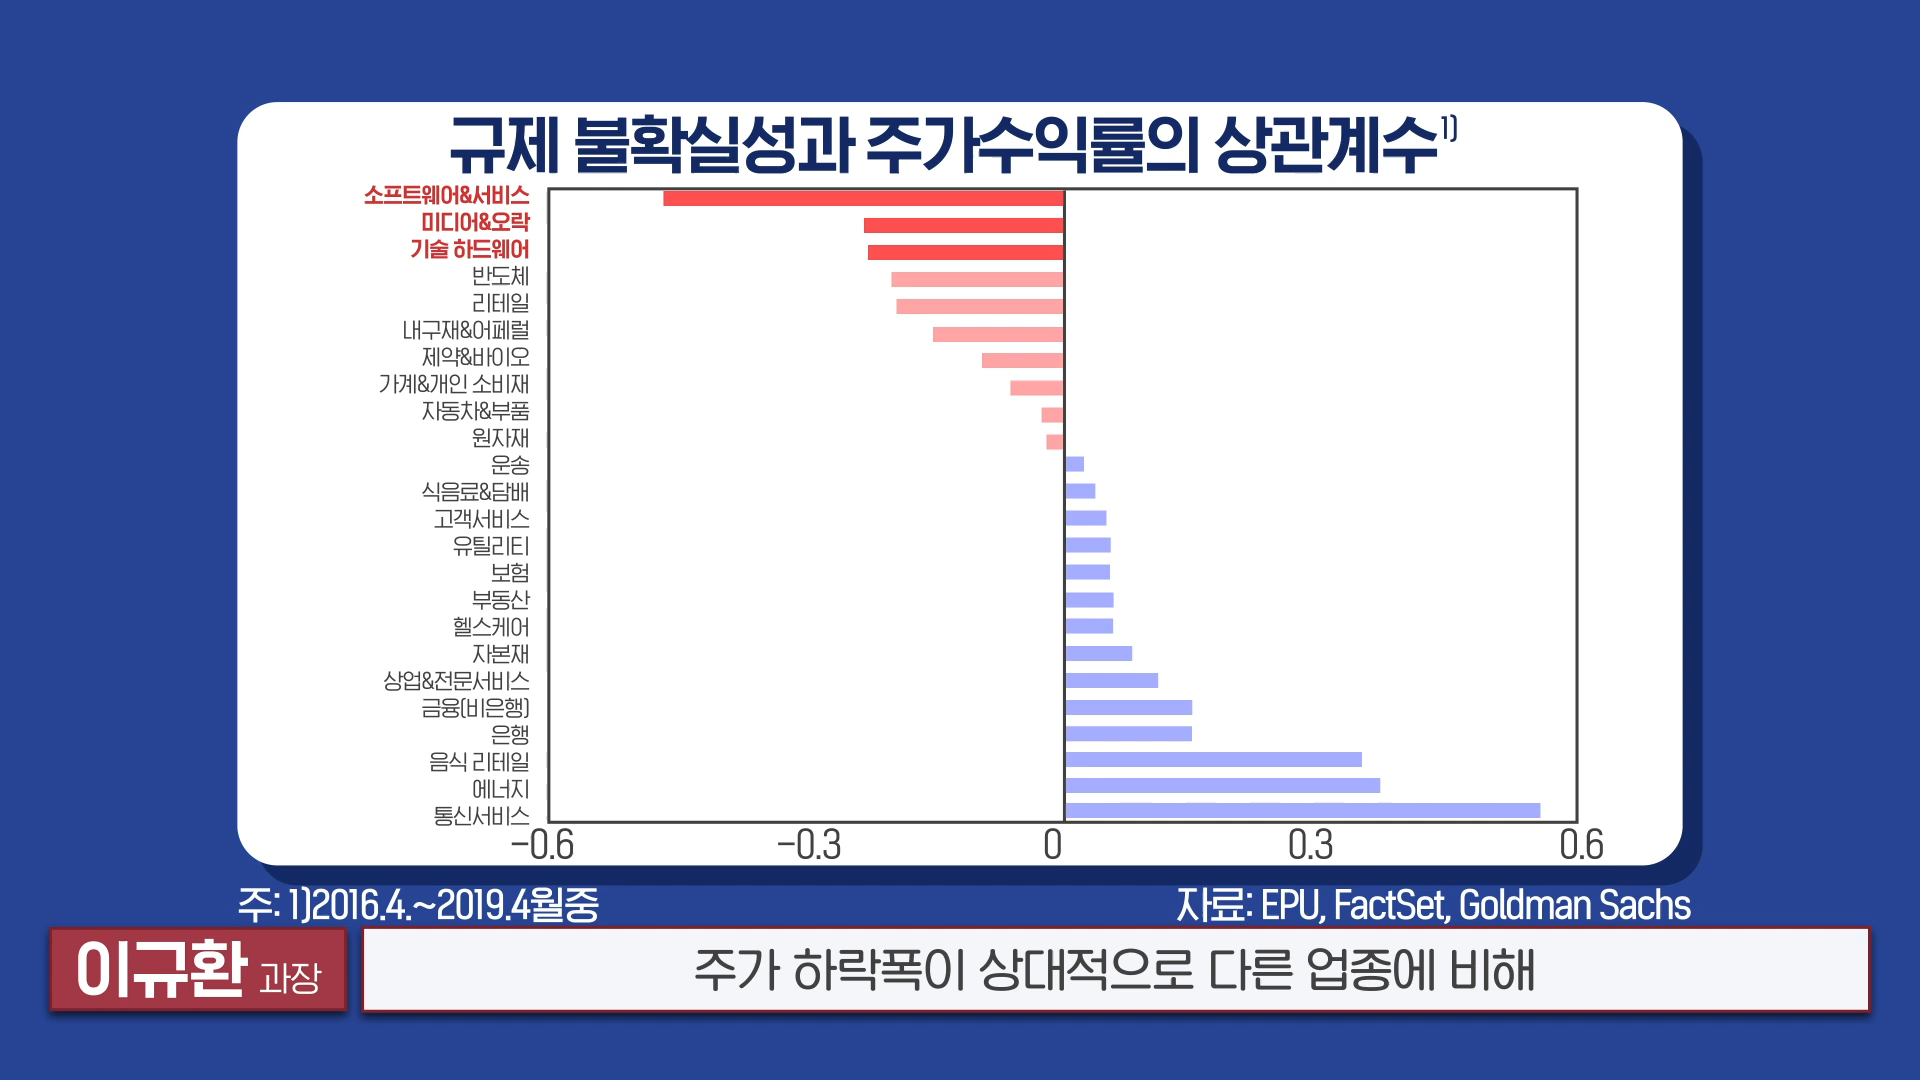 규제 불확실성과 주가수익률의 상관계수1)
소프트웨어&서비스
미디어&오락
기술 하드웨어
반도체
리테일
내구재&어페럴
제약&바이오
가계&개인 소비재
자동차&부품
원자재
운송
식음료&담배
고객서비스
유틸리티
보험
부동산
헬스케어
자본재
상업&전문서비스
금융(비은행)
은행
음식 리테일
에너지
통신서비스
-0.6 -0.3 0 0.3 0.6
주: 1)2016.4.~2019.4월중
자료: EPU, FactSet, Goldman Sachs
이규환 과장
주가 하락폭이 상대적으로 다른 업종에 비해